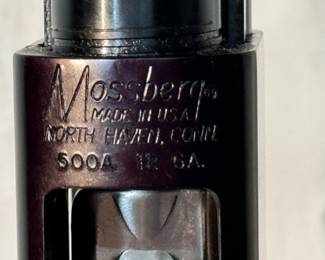 Mossberg
MADE IN U.S.A.
NORTH HAVEN, CONN.
500A 12 GA.